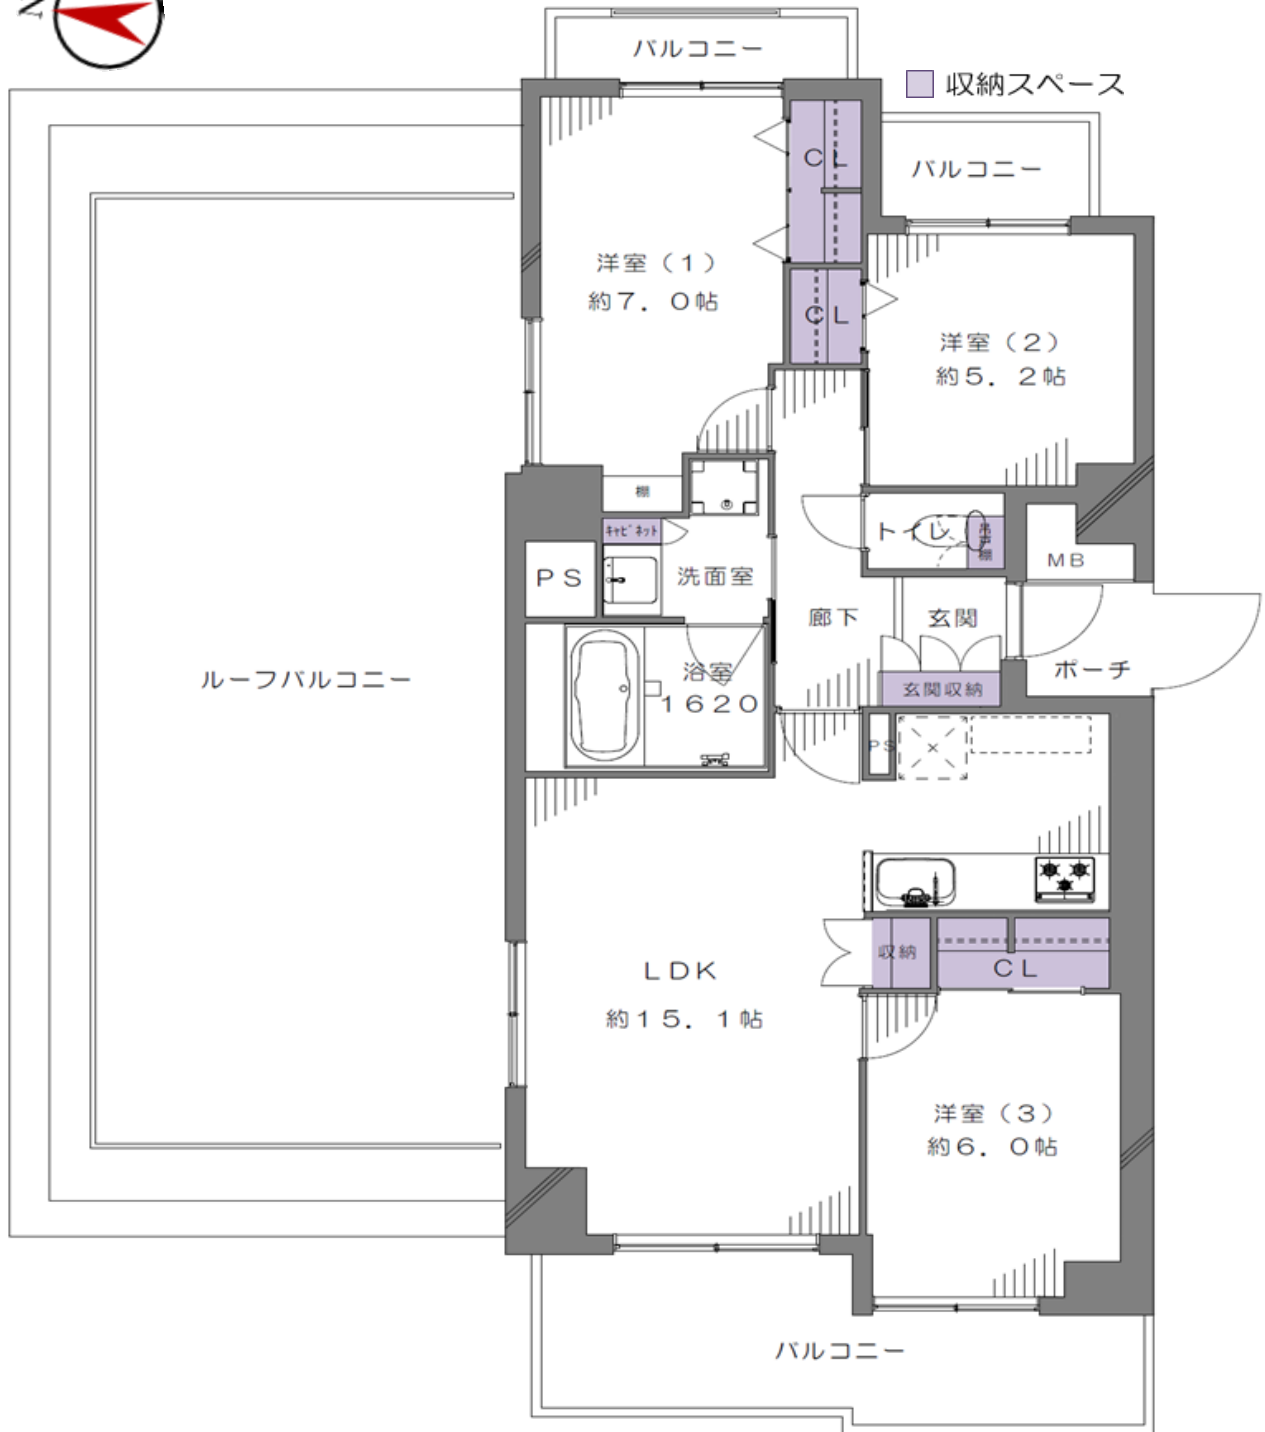 N
バルコニー
収納スペース
CL
バルコニー
洋室（1）
約7．0帖
CL
洋室（2）
約5．2帖
棚
キャビネット
トイレ
吊戸棚
MB
PS
洗面室
廊下
玄関
ポーチ
ルーフバルコニー
浴室
1620
玄関収納
PS
収納
CL
LDK
約15．1帖
洋室（3）
約6．0帖
バルコニー